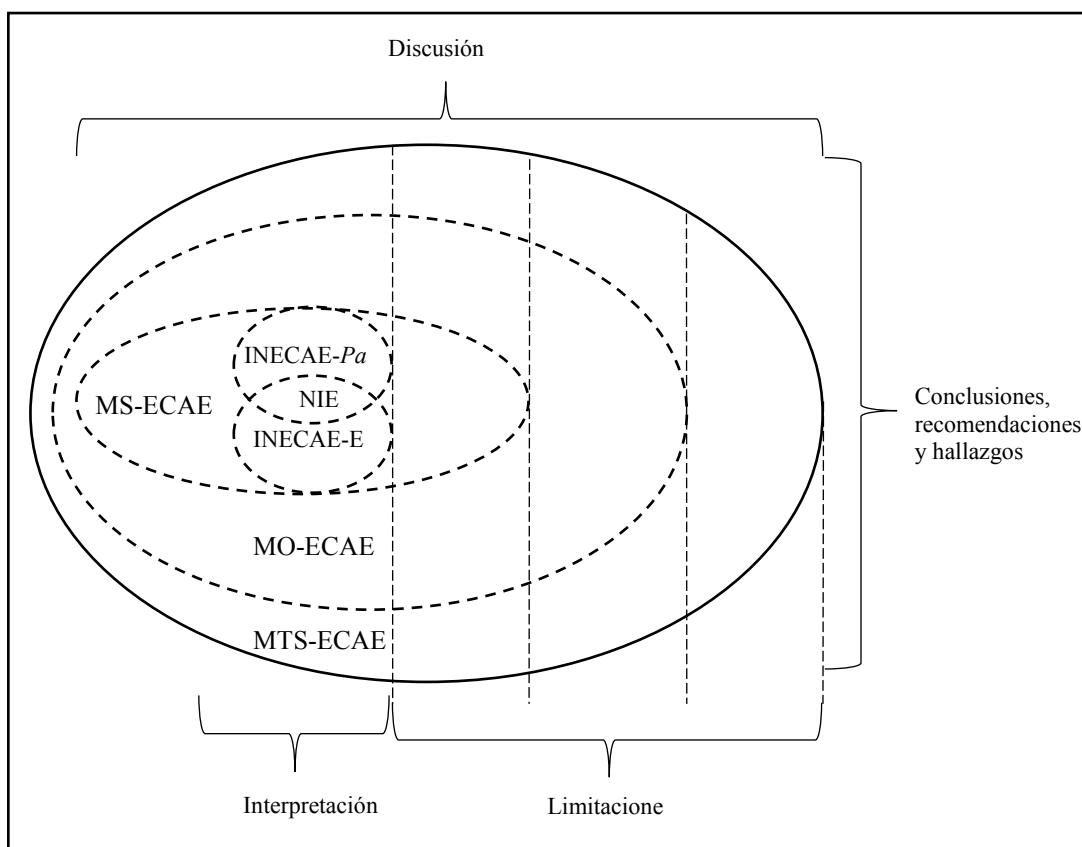 Discusión
INECAE-Pa
NIE
MS-ECAE
INECAE-E
Conclusiones,
recomendaciones
y hallazgos
MO-ECAE
MTS-ECAE
Interpretación
Limitacione